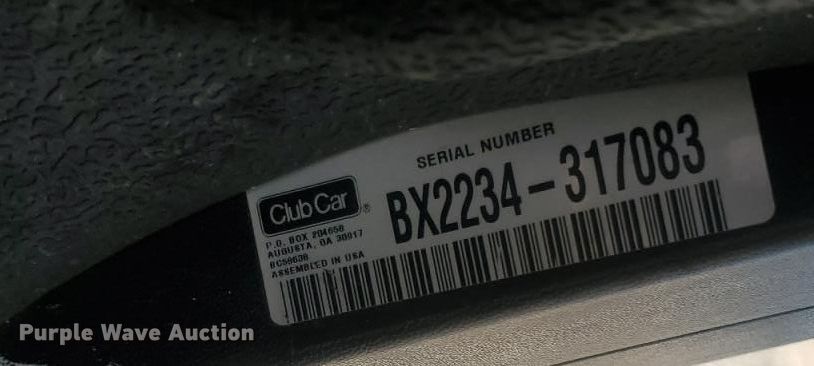 SERIAL NUMBER
Club Car®
BX2234-317083
P.O. BOX 204658
AUGUSTA, GA 30917
ASSEMBLED IN USA
Purple Wave Auction